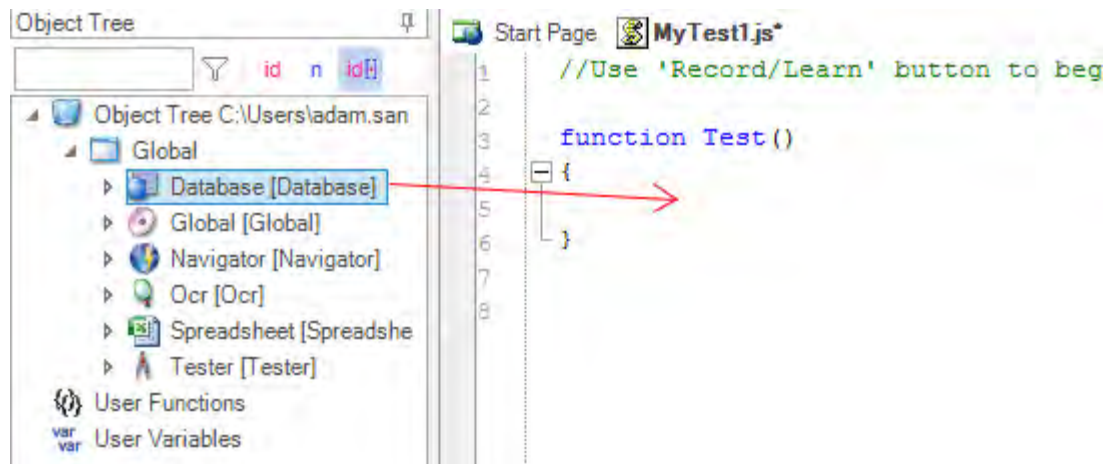 Object Tree
id n id[-]
Object Tree C:\Users\adam.san
Global
Database [Database]
Global [Global]
Navigator [Navigator]
Ocr [Ocr]
Spreadsheet [Spreadshe
Tester [Tester]
User Functions
var var User Variables
Start Page MyTest1.js*
1 //Use 'Record/Learn' button to beg
2
3 function Test()
4 {
5
6 }
7
8